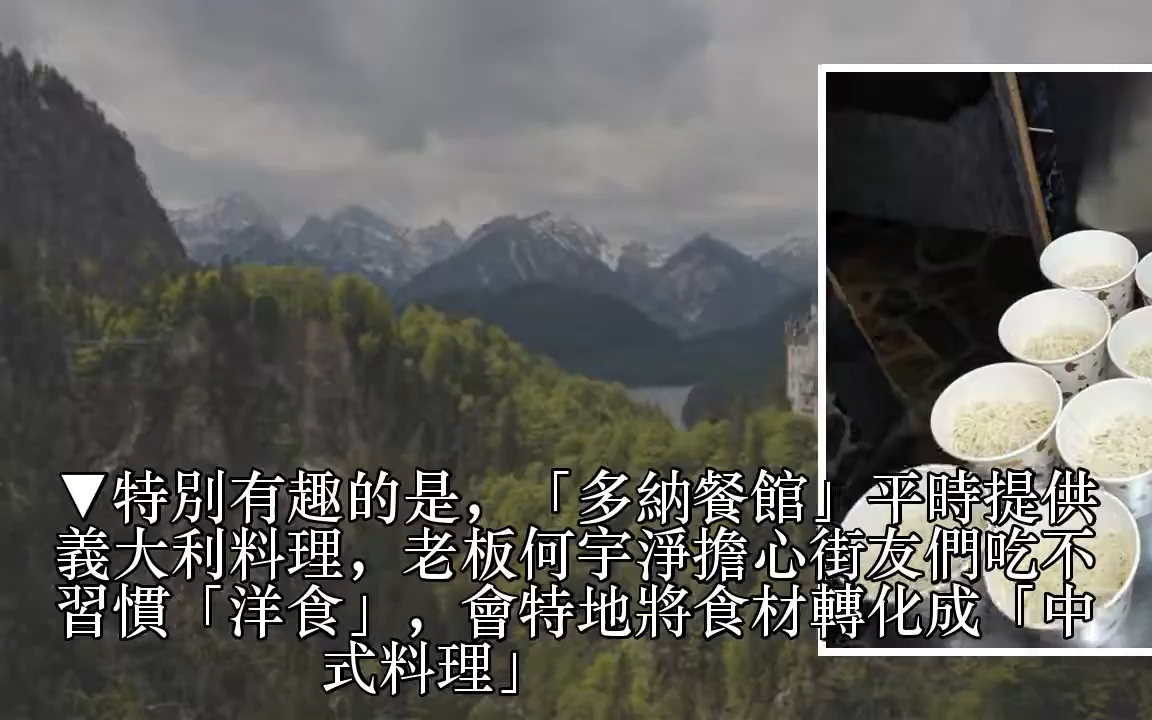 ▼特別有趣的是，「多納餐館」平時提供
義大利料理，老板何宇淨擔心街友們吃不
習慣「洋食」，會特地將食材轉化成「中
式料理」